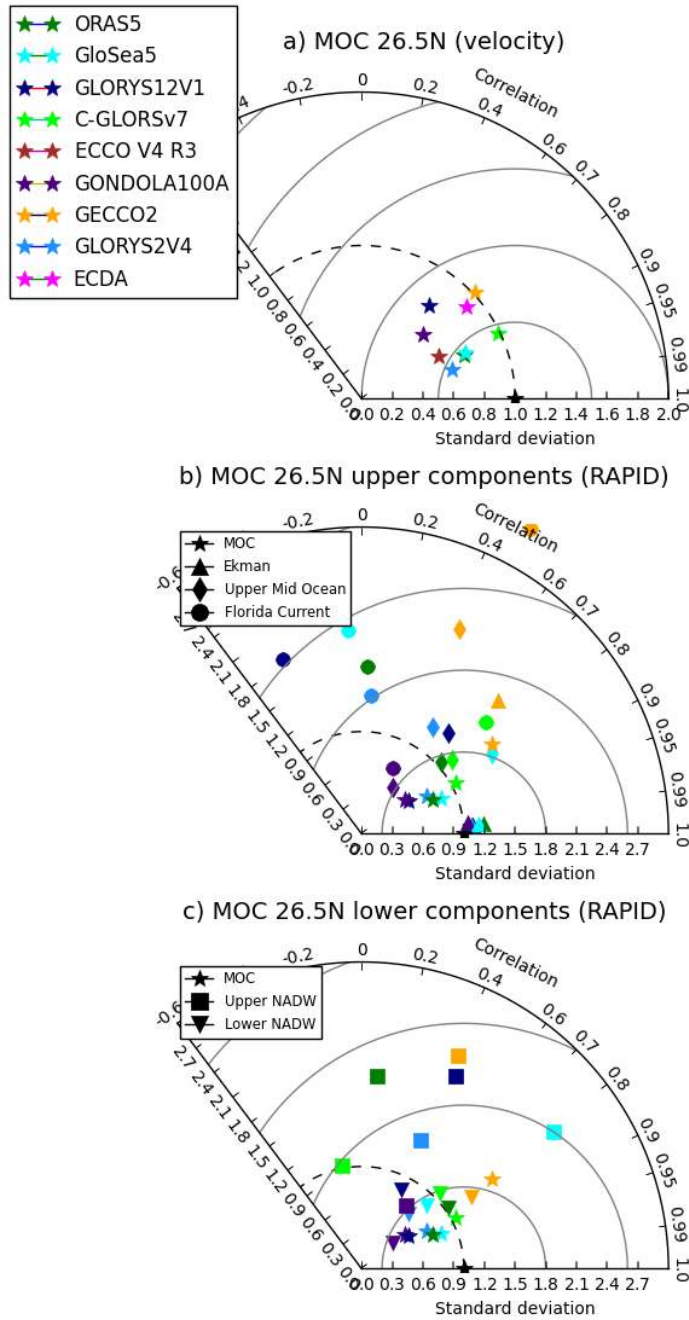 ORAS5
GloSea5
GLORYS12V1
C-GLORSv7
ECCO V4 R3
GONDOLA100A
GECCO2
GLORYS2V4
ECDA
a) MOC 26.5N (velocity)
-0.2 0 0.2 0.4 0.6 0.7 0.8 0.9 0.95 0.99 1.0
Correlation
1.0 0.8 0.6 0.4 0.2 0.0
0.0 0.2 0.4 0.6 0.8 1.0 1.2 1.4 1.6 1.8 2.0
Standard deviation
b) MOC 26.5N upper components (RAPID)
-0.6 -0.2 0 0.2 0.4 0.6 0.7 0.8 0.9 0.95 0.99 1.0
Correlation
MOC
Ekman
Upper Mid Ocean
Florida Current
2.4 2.1 1.8 1.5 1.2 0.9 0.6 0.3 0.0
0.0 0.3 0.6 0.9 1.2 1.5 1.8 2.1 2.4 2.7
Standard deviation
c) MOC 26.5N lower components (RAPID)
-0.6 -0.2 0 0.2 0.4 0.6 0.7 0.8 0.9 0.95 0.99 1.0
Correlation
MOC
Upper NADW
Lower NADW
2.7 2.4 2.1 1.8 1.5 1.2 0.9 0.6 0.3 0.0
0.0 0.3 0.6 0.9 1.2 1.5 1.8 2.1 2.4 2.7
Standard deviation